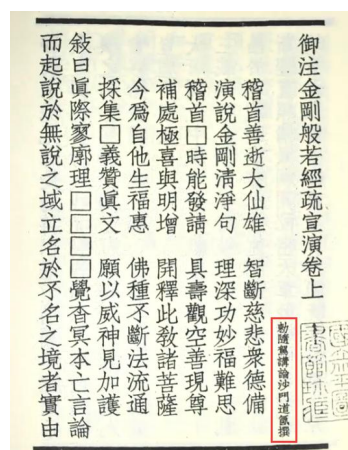 御注金剛般若經疏宣演卷上
勅隨駕講論沙門道氤撰
稽首善逝大仙雄　智斷慈悲衆德備
演說金剛清淨句　理深功妙福難思
稽首□時能發請　具壽觀空善現尊
補處極喜與明增　開釋此教諸菩薩
今爲自他生福惠　佛種不斷法流通
採集□義贊眞文　願以威神見加護
敍曰眞際寥廓理□□□□覺杳冥本亡言論
而起說於無說之域立名於不名之境者實由